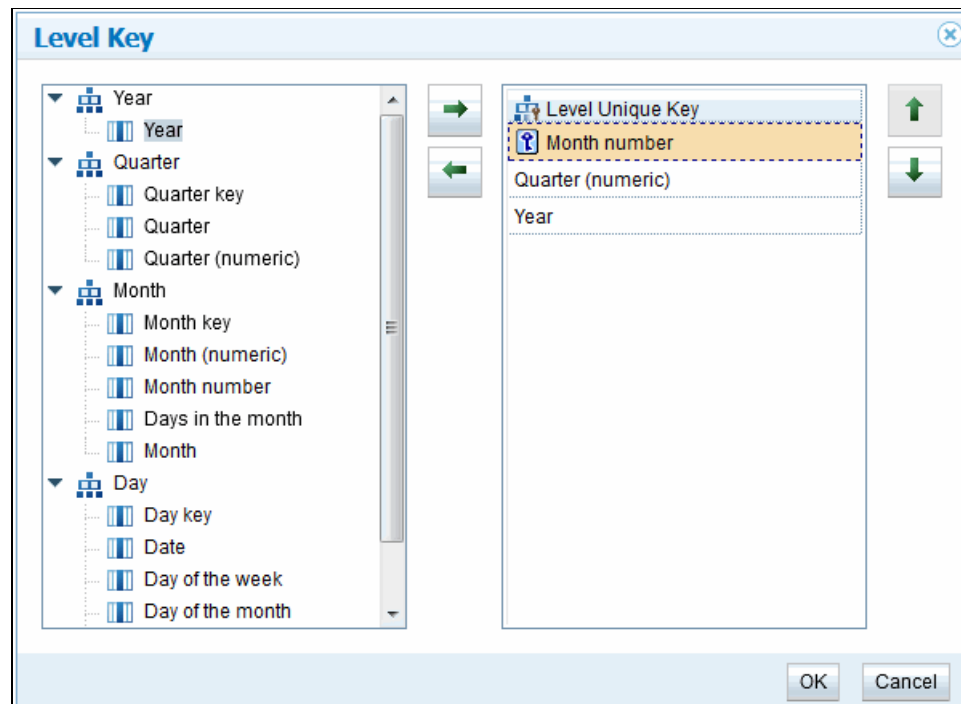 Level Key
Year
Year
Quarter
Quarter key
Quarter
Quarter (numeric)
Month
Month key
Month (numeric)
Month number
Days in the month
Month
Day
Day key
Date
Day of the week
Day of the month
Level Unique Key
Month number
Quarter (numeric)
Year
OK
Cancel